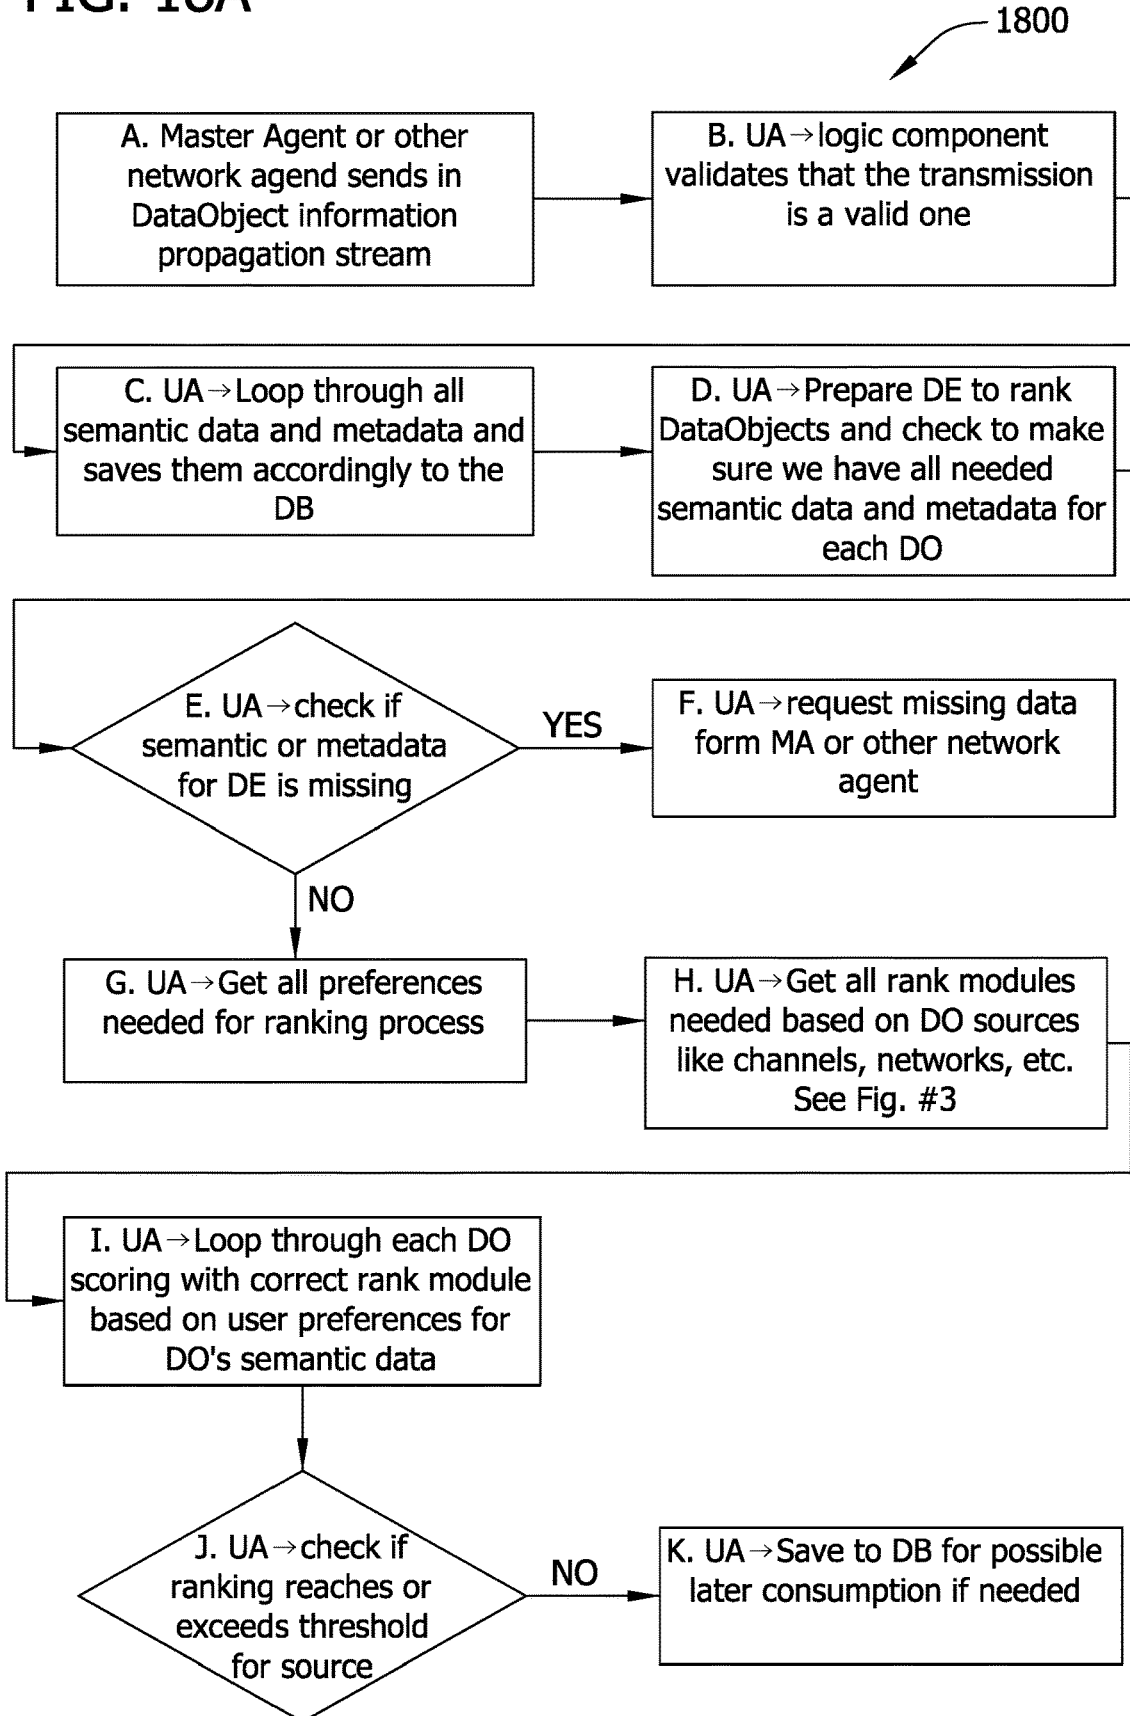 FIG. 18A
1800
A. Master Agent or other
network agend sends in
DataObject information
propagation stream
B. UA→logic component
validates that the transmission
is a valid one
C. UA→Loop through all
semantic data and metadata and
saves them accordingly to the
DB
D. UA→Prepare DE to rank
DataObjects and check to make
sure we have all needed
semantic data and metadata for
each DO
E. UA→check if
semantic or metadata
for DE is missing
YES
F. UA→request missing data
form MA or other network
agent
NO
G. UA→Get all preferences
needed for ranking process
H. UA→Get all rank modules
needed based on DO sources
like channels, networks, etc.
See Fig. #3
I. UA→Loop through each DO
scoring with correct rank module
based on user preferences for
DO's semantic data
J. UA→check if
ranking reaches or
exceeds threshold
for source
NO
K. UA→Save to DB for possible
later consumption if needed